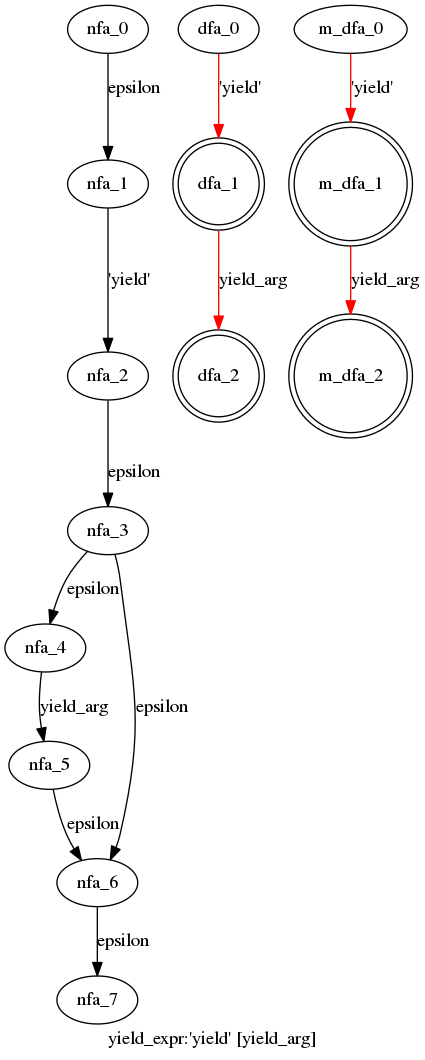 nfa_0 dfa_0 m_dfa_0
epsilon 'yield' 'yield'
nfa_1 dfa_1 m_dfa_1
'yield' yield_arg yield_arg
nfa_2 dfa_2 m_dfa_2
epsilon
nfa_3
epsilon
nfa_4
yield_arg epsilon
nfa_5
epsilon
nfa_6
epsilon
nfa_7
yield_expr:'yield' [yield_arg]